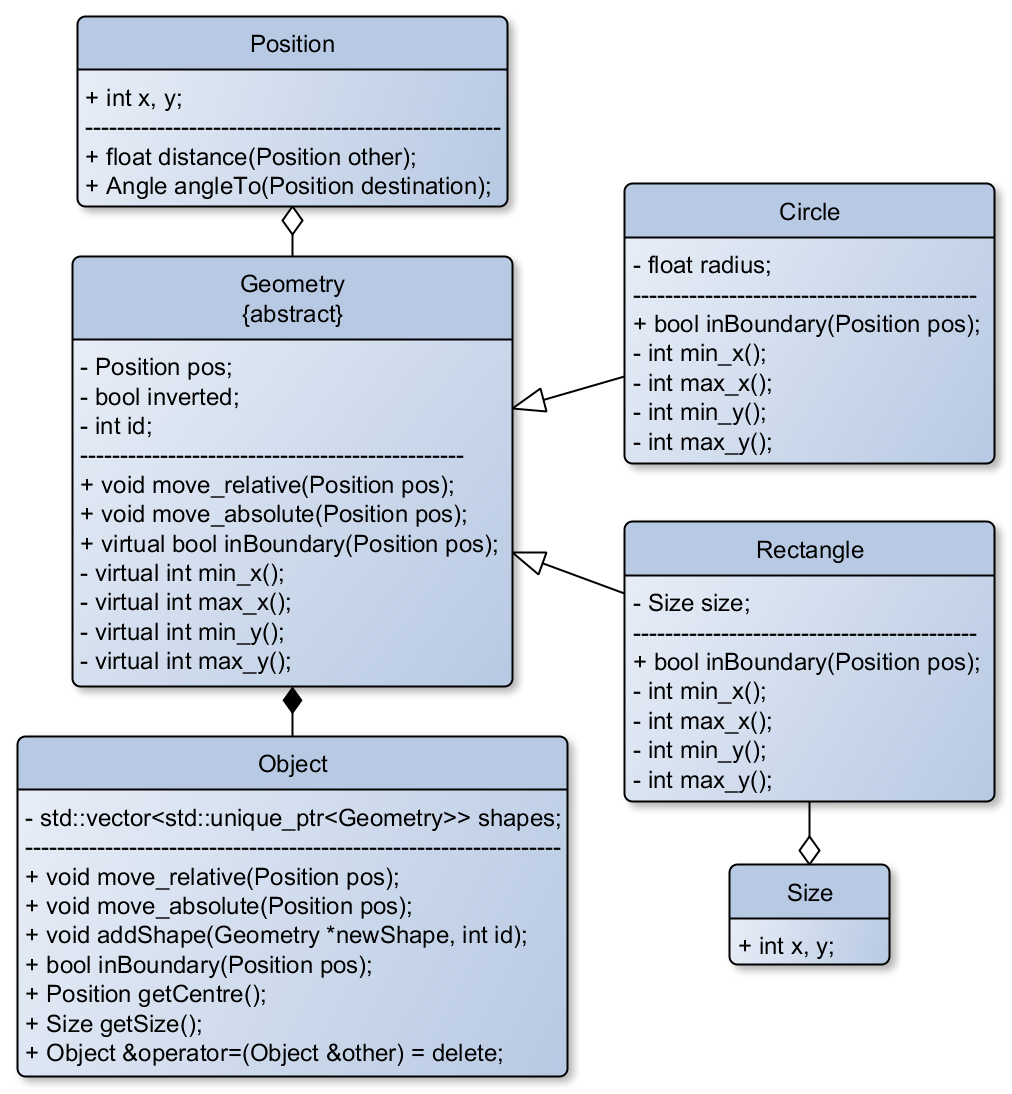 Position
+ int x, y;
----------------------------------------------------
+ float distance(Position other);
+ Angle angleTo(Position destination);
Geometry
{abstract}
- Position pos;
- bool inverted;
- int id;
------------------------------------------------
+ void move_relative(Position pos);
+ void move_absolute(Position pos);
+ virtual bool inBoundary(Position pos);
- virtual int min_x();
- virtual int max_x();
- virtual int min_y();
- virtual int max_y();
Circle
- float radius;
-------------------------------------------
+ bool inBoundary(Position pos);
- int min_x();
- int max_x();
- int min_y();
- int max_y();
Rectangle
- Size size;
-------------------------------------------
+ bool inBoundary(Position pos);
- int min_x();
- int max_x();
- int min_y();
- int max_y();
Object
- std::vector<std::unique_ptr<Geometry>> shapes;
-------------------------------------------------------------------
+ void move_relative(Position pos);
+ void move_absolute(Position pos);
+ void addShape(Geometry *newShape, int id);
+ bool inBoundary(Position pos);
+ Position getCentre();
+ Size getSize();
+ Object &operator=(Object &other) = delete;
Size
+ int x, y;